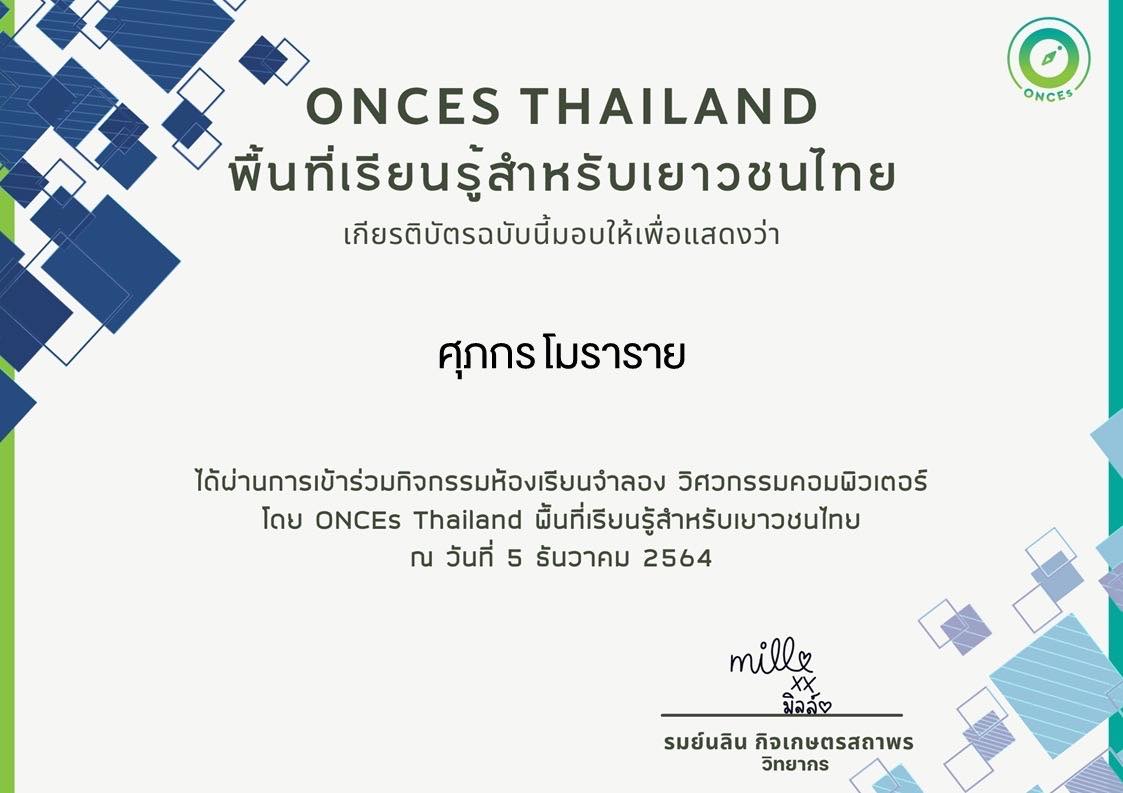 ONCEs
ONCES THAILAND
พื้นที่เรียนรู้สำหรับเยาวชนไทย
เกียรติบัตรฉบับนี้มอบให้เพื่อแสดงว่า
ศุภกร โมราราย
ได้ผ่านการเข้าร่วมกิจกรรมห้องเรียนจำลอง วิศวกรรมคอมพิวเตอร์
โดย ONCEs Thailand พื้นที่เรียนรู้สำหรับเยาวชนไทย
ณ วันที่ 5 ธันวาคม 2564
mille
xx
มิลล์♡
รมย์นลิน กิจเกษตรสถาพร
วิทยากร